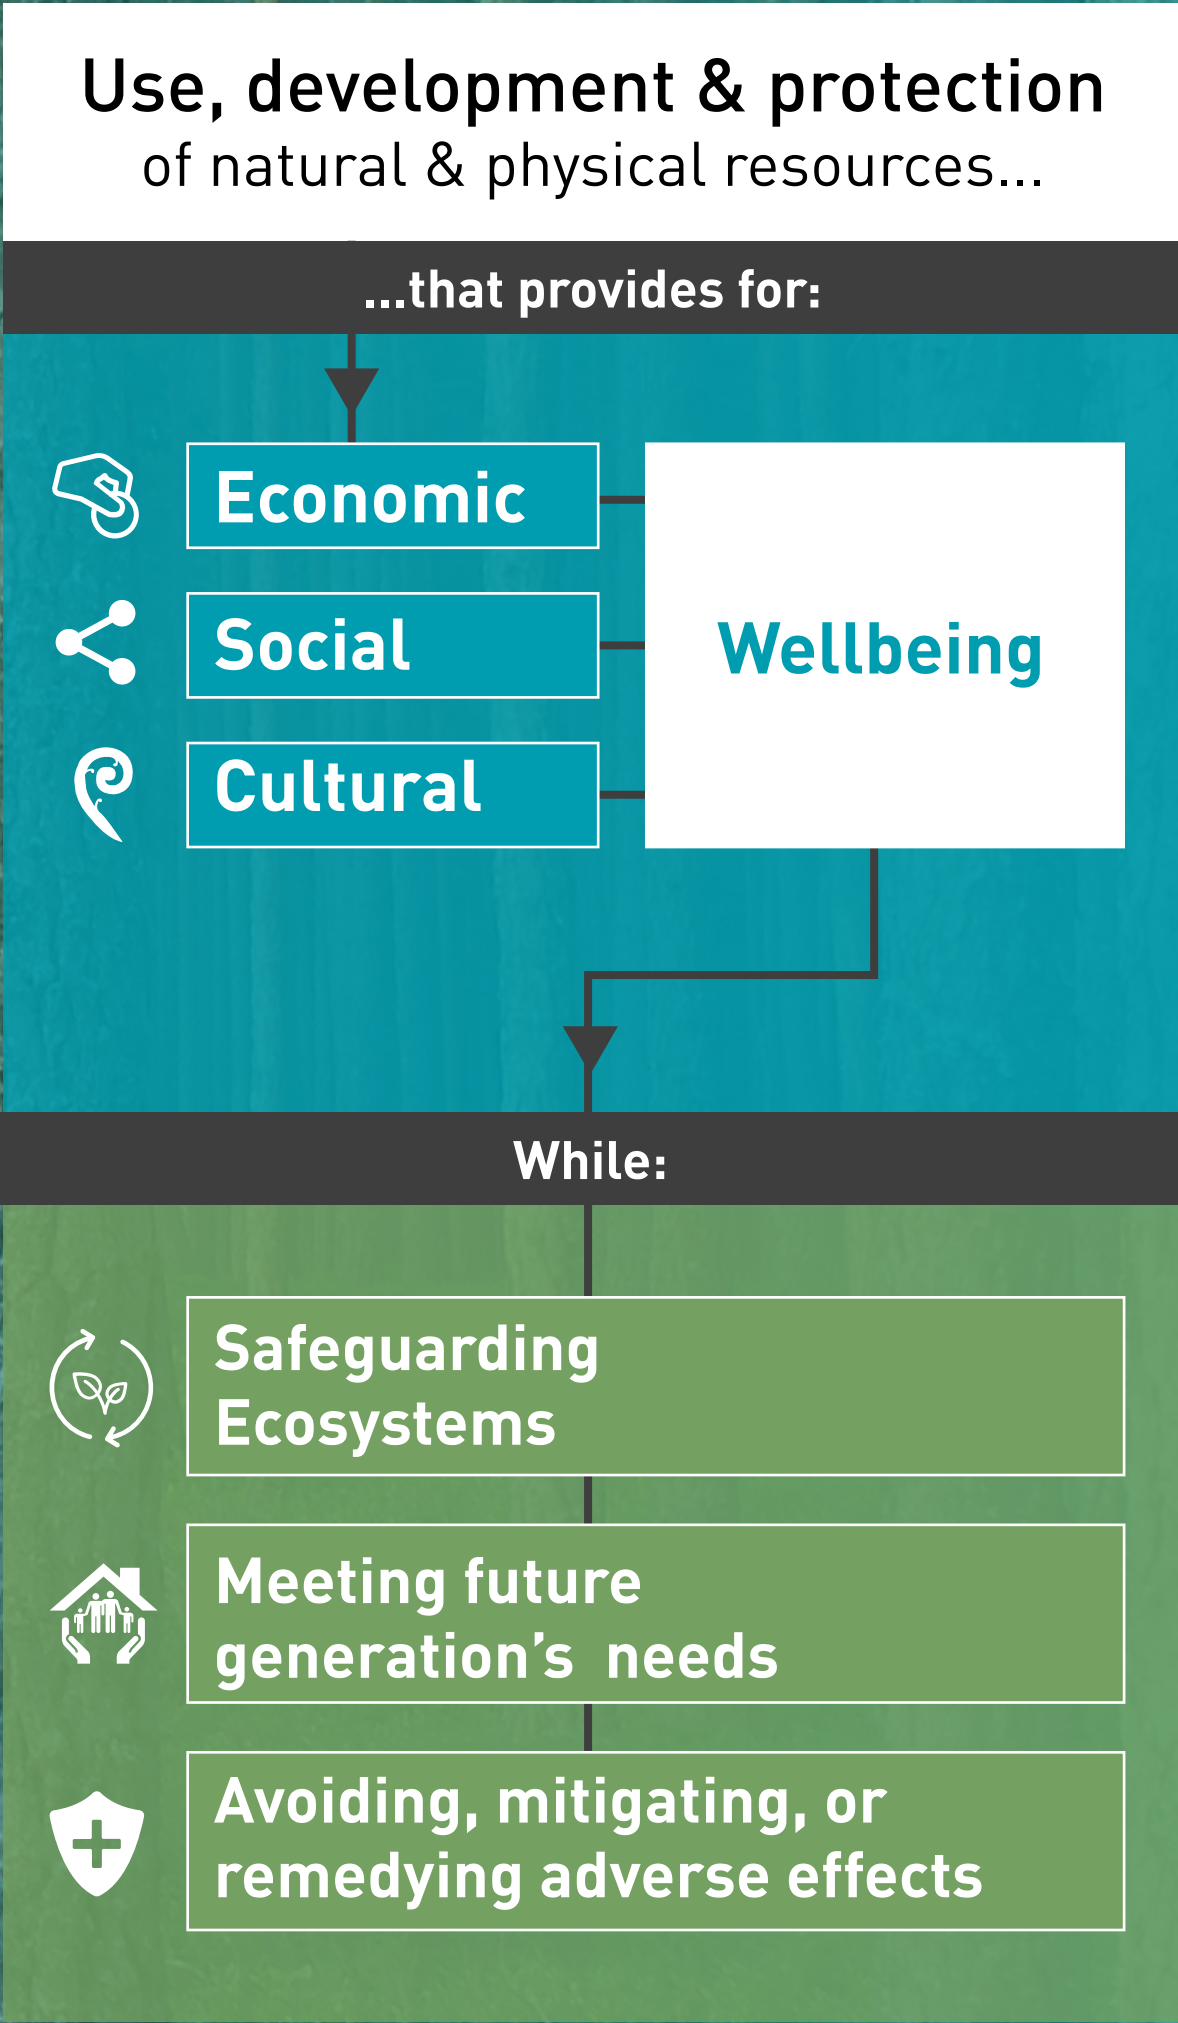 Use, development & protection
of natural & physical resources...
...that provides for:
Economic
Social
Cultural
Wellbeing
While:
Safeguarding
Ecosystems
Meeting future
generation’s  needs
Avoiding, mitigating, or
remedying adverse effects